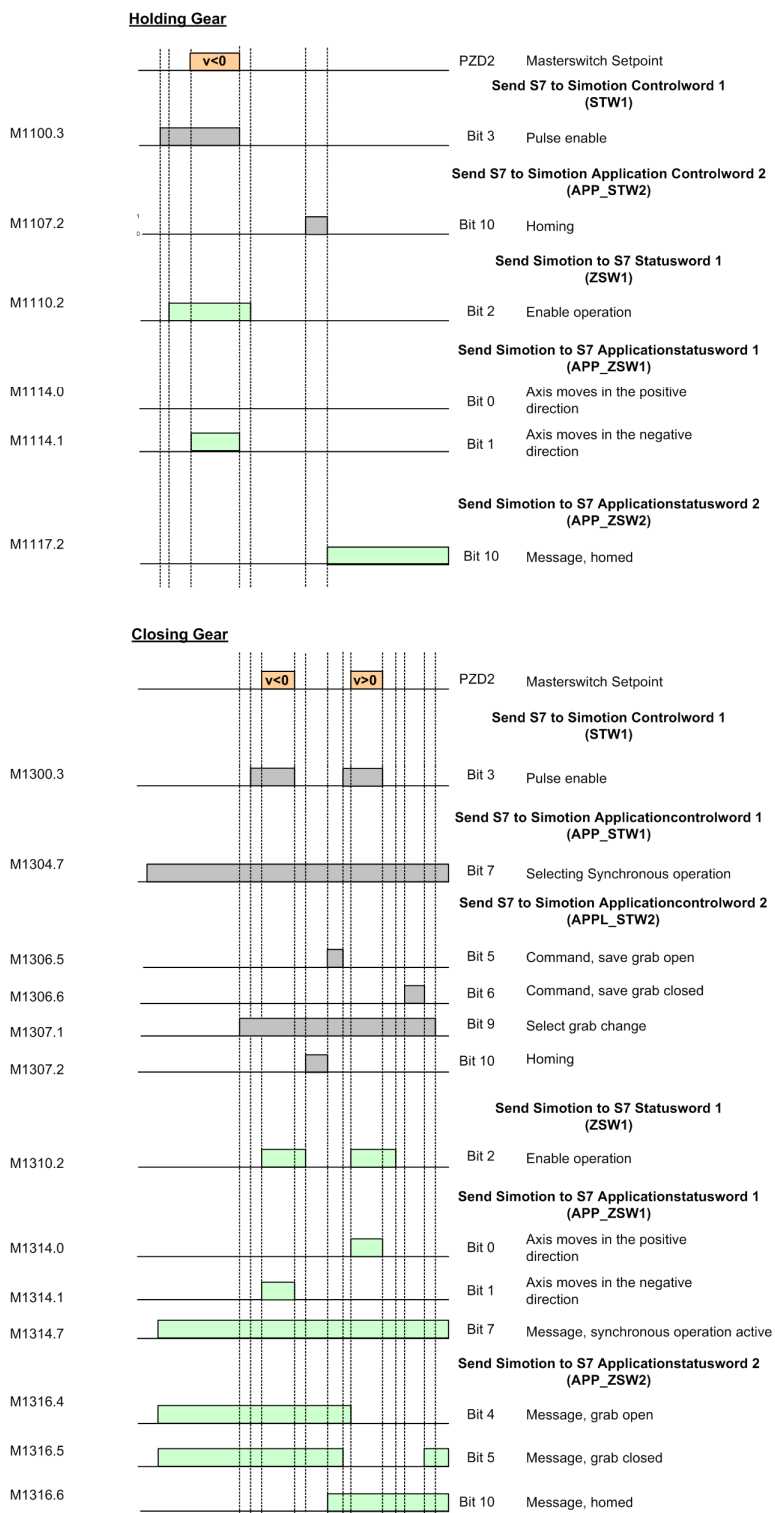 Holding Gear
v<0
PZD2 Masterswitch Setpoint
Send S7 to Simotion Controlword 1
(STW1)
M1100.3
Bit 3 Pulse enable
Send S7 to Simotion Application Controlword 2
(APP_STW2)
M1107.2
1
0
Bit 10 Homing
Send Simotion to S7 Statusword 1
(ZSW1)
M1110.2
Bit 2 Enable operation
Send Simotion to S7 Applicationstatusword 1
(APP_ZSW1)
M1114.0
Bit 0 Axis moves in the positive
direction
M1114.1
Bit 1 Axis moves in the negative
direction
Send Simotion to S7 Applicationstatusword 2
(APP_ZSW2)
M1117.2
Bit 10 Message, homed
Closing Gear
v<0 v>0
PZD2 Masterswitch Setpoint
Send S7 to Simotion Controlword 1
(STW1)
M1300.3
Bit 3 Pulse enable
Send S7 to Simotion Applicationcontrolword 1
(APP_STW1)
M1304.7
Bit 7 Selecting Synchronous operation
Send S7 to Simotion Applicationcontrolword 2
(APPL_STW2)
M1306.5
Bit 5 Command, save grab open
M1306.6
Bit 6 Command, save grab closed
M1307.1
Bit 9 Select grab change
M1307.2
Bit 10 Homing
Send Simotion to S7 Statusword 1
(ZSW1)
M1310.2
Bit 2 Enable operation
Send Simotion to S7 Applicationstatusword 1
(APP_ZSW1)
M1314.0
Bit 0 Axis moves in the positive
direction
M1314.1
Bit 1 Axis moves in the negative
direction
M1314.7
Bit 7 Message, synchronous operation active
Send Simotion to S7 Applicationstatusword 2
(APP_ZSW2)
M1316.4
Bit 4 Message, grab open
M1316.5
Bit 5 Message, grab closed
M1316.6
Bit 10 Message, homed